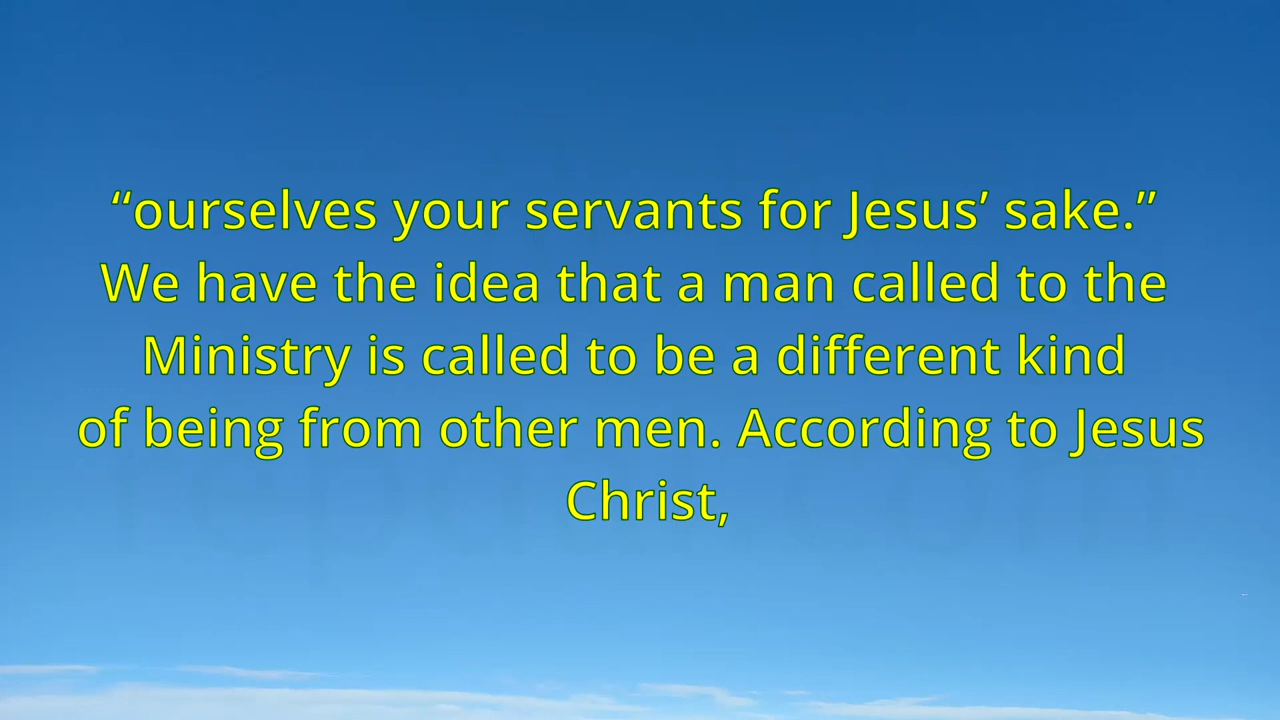 “ourselves your servants for Jesus’ sake.”
We have the idea that a man called to the
Ministry is called to be a different kind
of being from other men. According to Jesus
Christ,